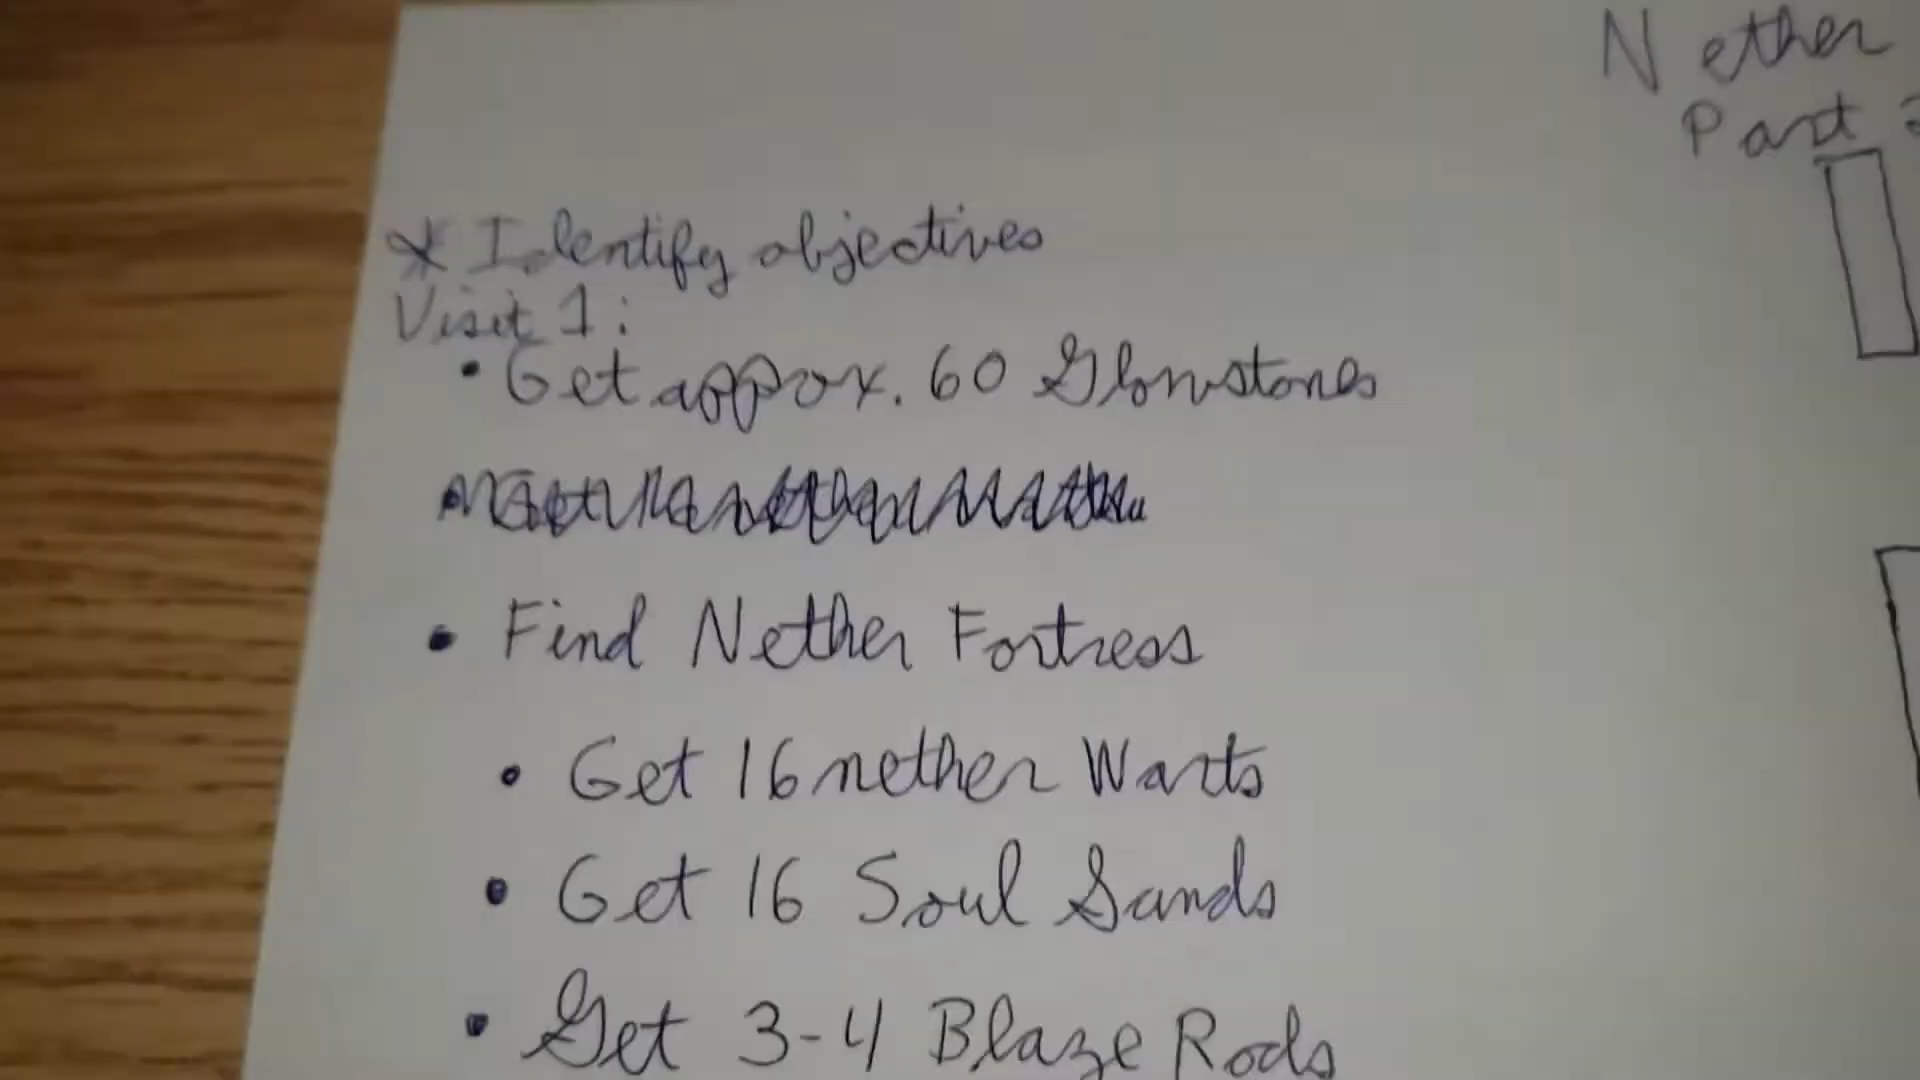 Nether
Part
* Identify objectives
Visit 1:
• Get appox. 60 Glowstones
• Find Nether Fortress
• Get 16 nether Warts
• Get 16 Soul Sands
• Get 3-4 Blaze Rods